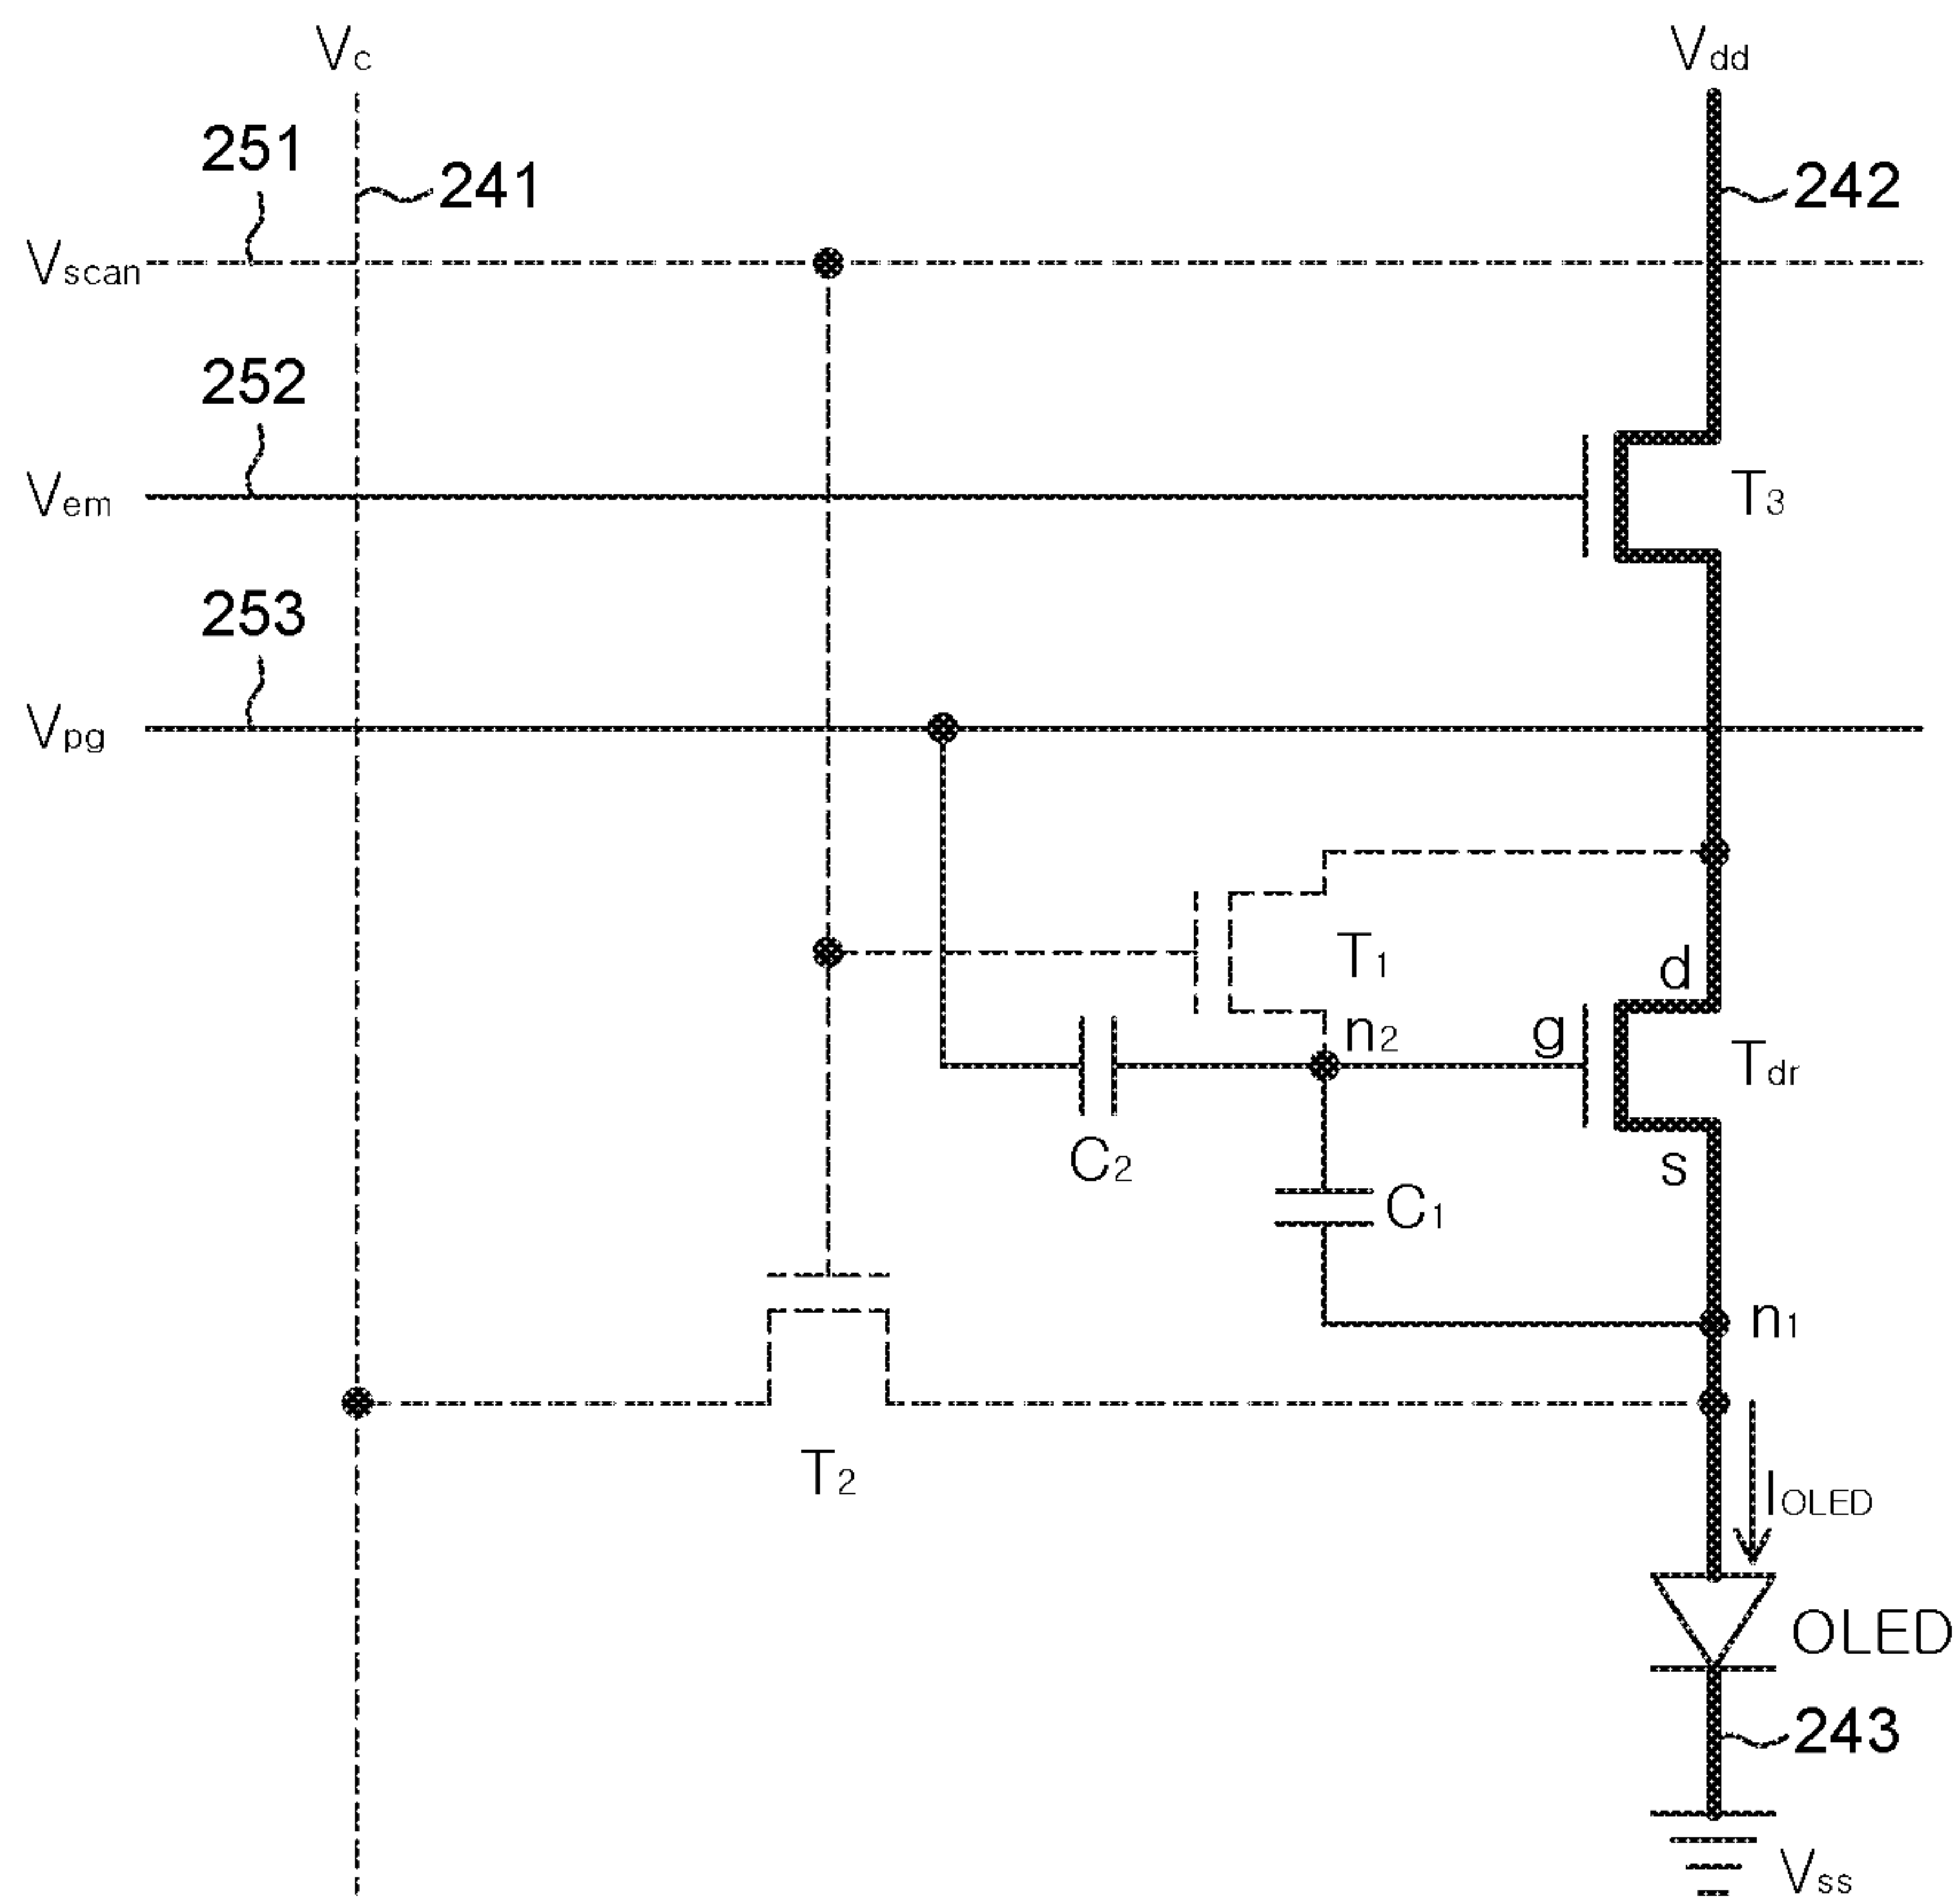 Vc
Vdd
251
241
242
Vscan
252
Vem
T3
253
Vpg
T1
d
n2
g
Tdr
C2
s
C1
n1
T2
IOLED
OLED
243
Vss